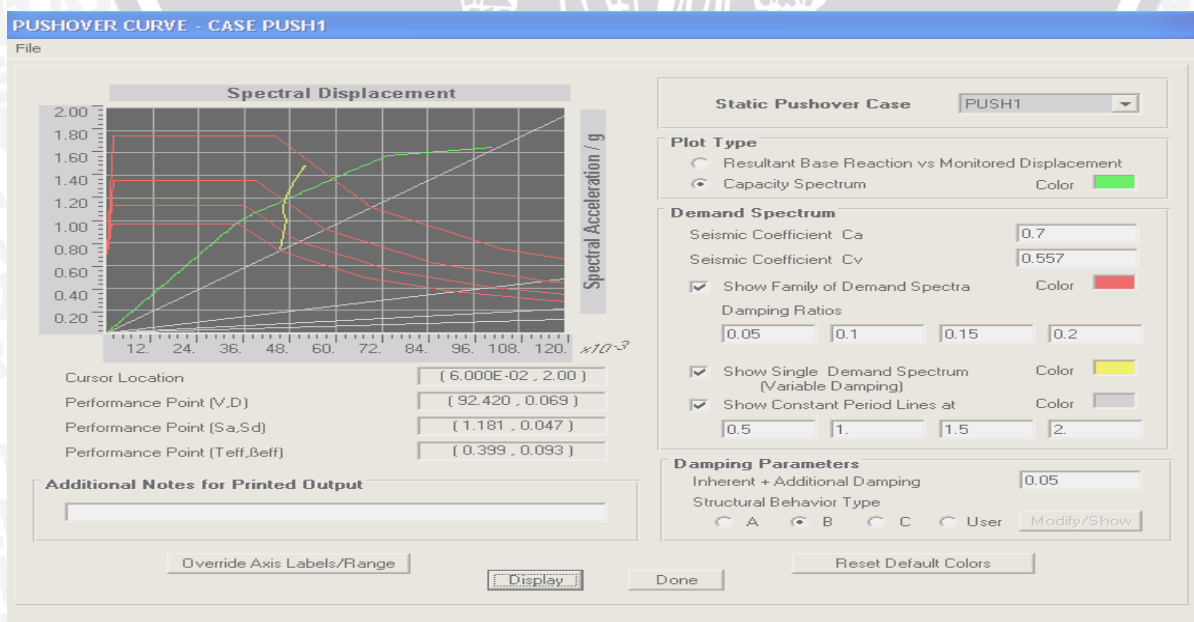 PUSHOVER CURVE - CASE PUSH1
File
Spectral Displacement
2.00
1.80
1.60
1.40
1.20
1.00
0.80
0.60
0.40
0.20
Spectral Acceleration / g
12. 24. 36. 48. 60. 72. 84. 96. 108. 120. x10-3
Cursor Location ( 6.000E-02 , 2.00 )
Performance Point (V,D) ( 92.420 , 0.069 )
Performance Point (Sa,Sd) ( 1.181 , 0.047 )
Performance Point (Teff,ßeff) ( 0.399 , 0.093 )
Additional Notes for Printed Output
Override Axis Labels/Range
Display
Static Pushover Case PUSH1
Plot Type
Resultant Base Reaction vs Monitored Displacement
Capacity Spectrum Color
Demand Spectrum
Seismic Coefficient Ca 0.7
Seismic Coefficient Cv 0.557
Show Family of Demand Spectra Color
Damping Ratios
0.05 0.1 0.15 0.2
Show Single Demand Spectrum Color
(Variable Damping)
Show Constant Period Lines at Color
0.5 1. 1.5 2.
Damping Parameters
Inherent + Additional Damping 0.05
Structural Behavior Type
A B C User Modify/Show
Reset Default Colors
Done